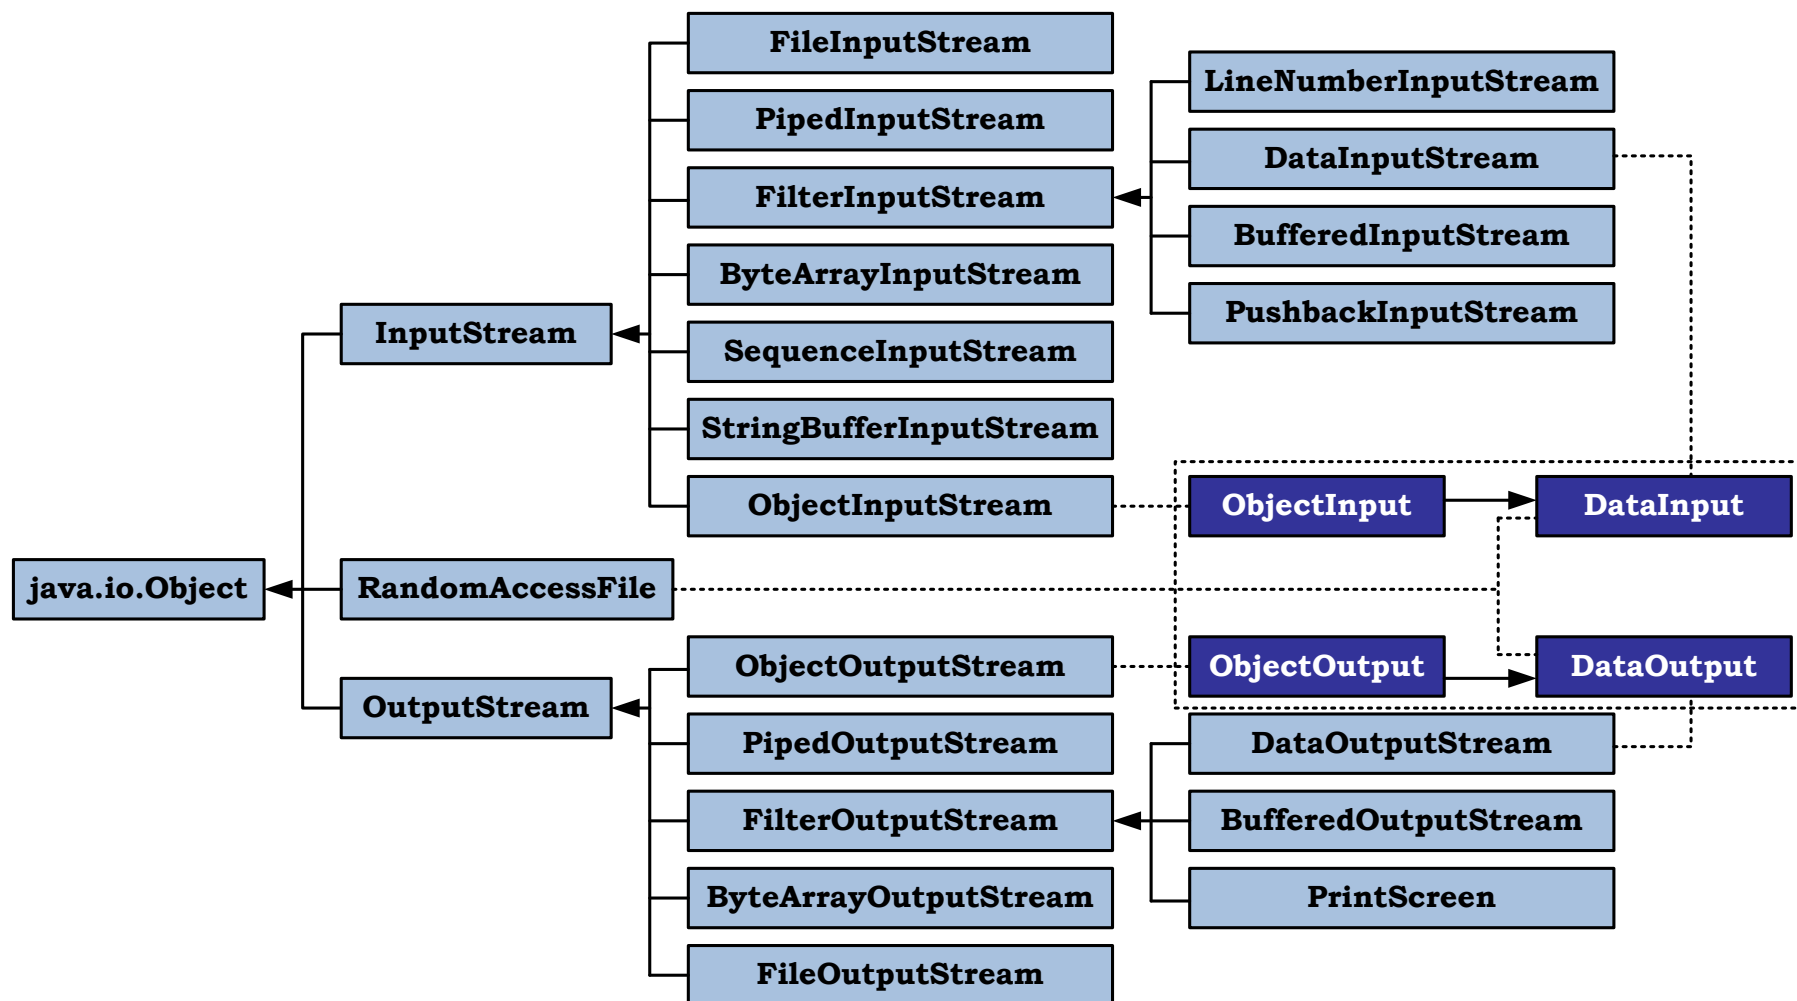 FileInputStream
PipedInputStream
FilterInputStream
ByteArrayInputStream
SequenceInputStream
StringBufferInputStream
ObjectInputStream
LineNumberInputStream
DataInputStream
BufferedInputStream
PushbackInputStream
InputStream
ObjectInput
DataInput
java.io.Object
RandomAccessFile
OutputStream
ObjectOutputStream
PipedOutputStream
FilterOutputStream
ByteArrayOutputStream
FileOutputStream
ObjectOutput
DataOutput
DataOutputStream
BufferedOutputStream
PrintScreen